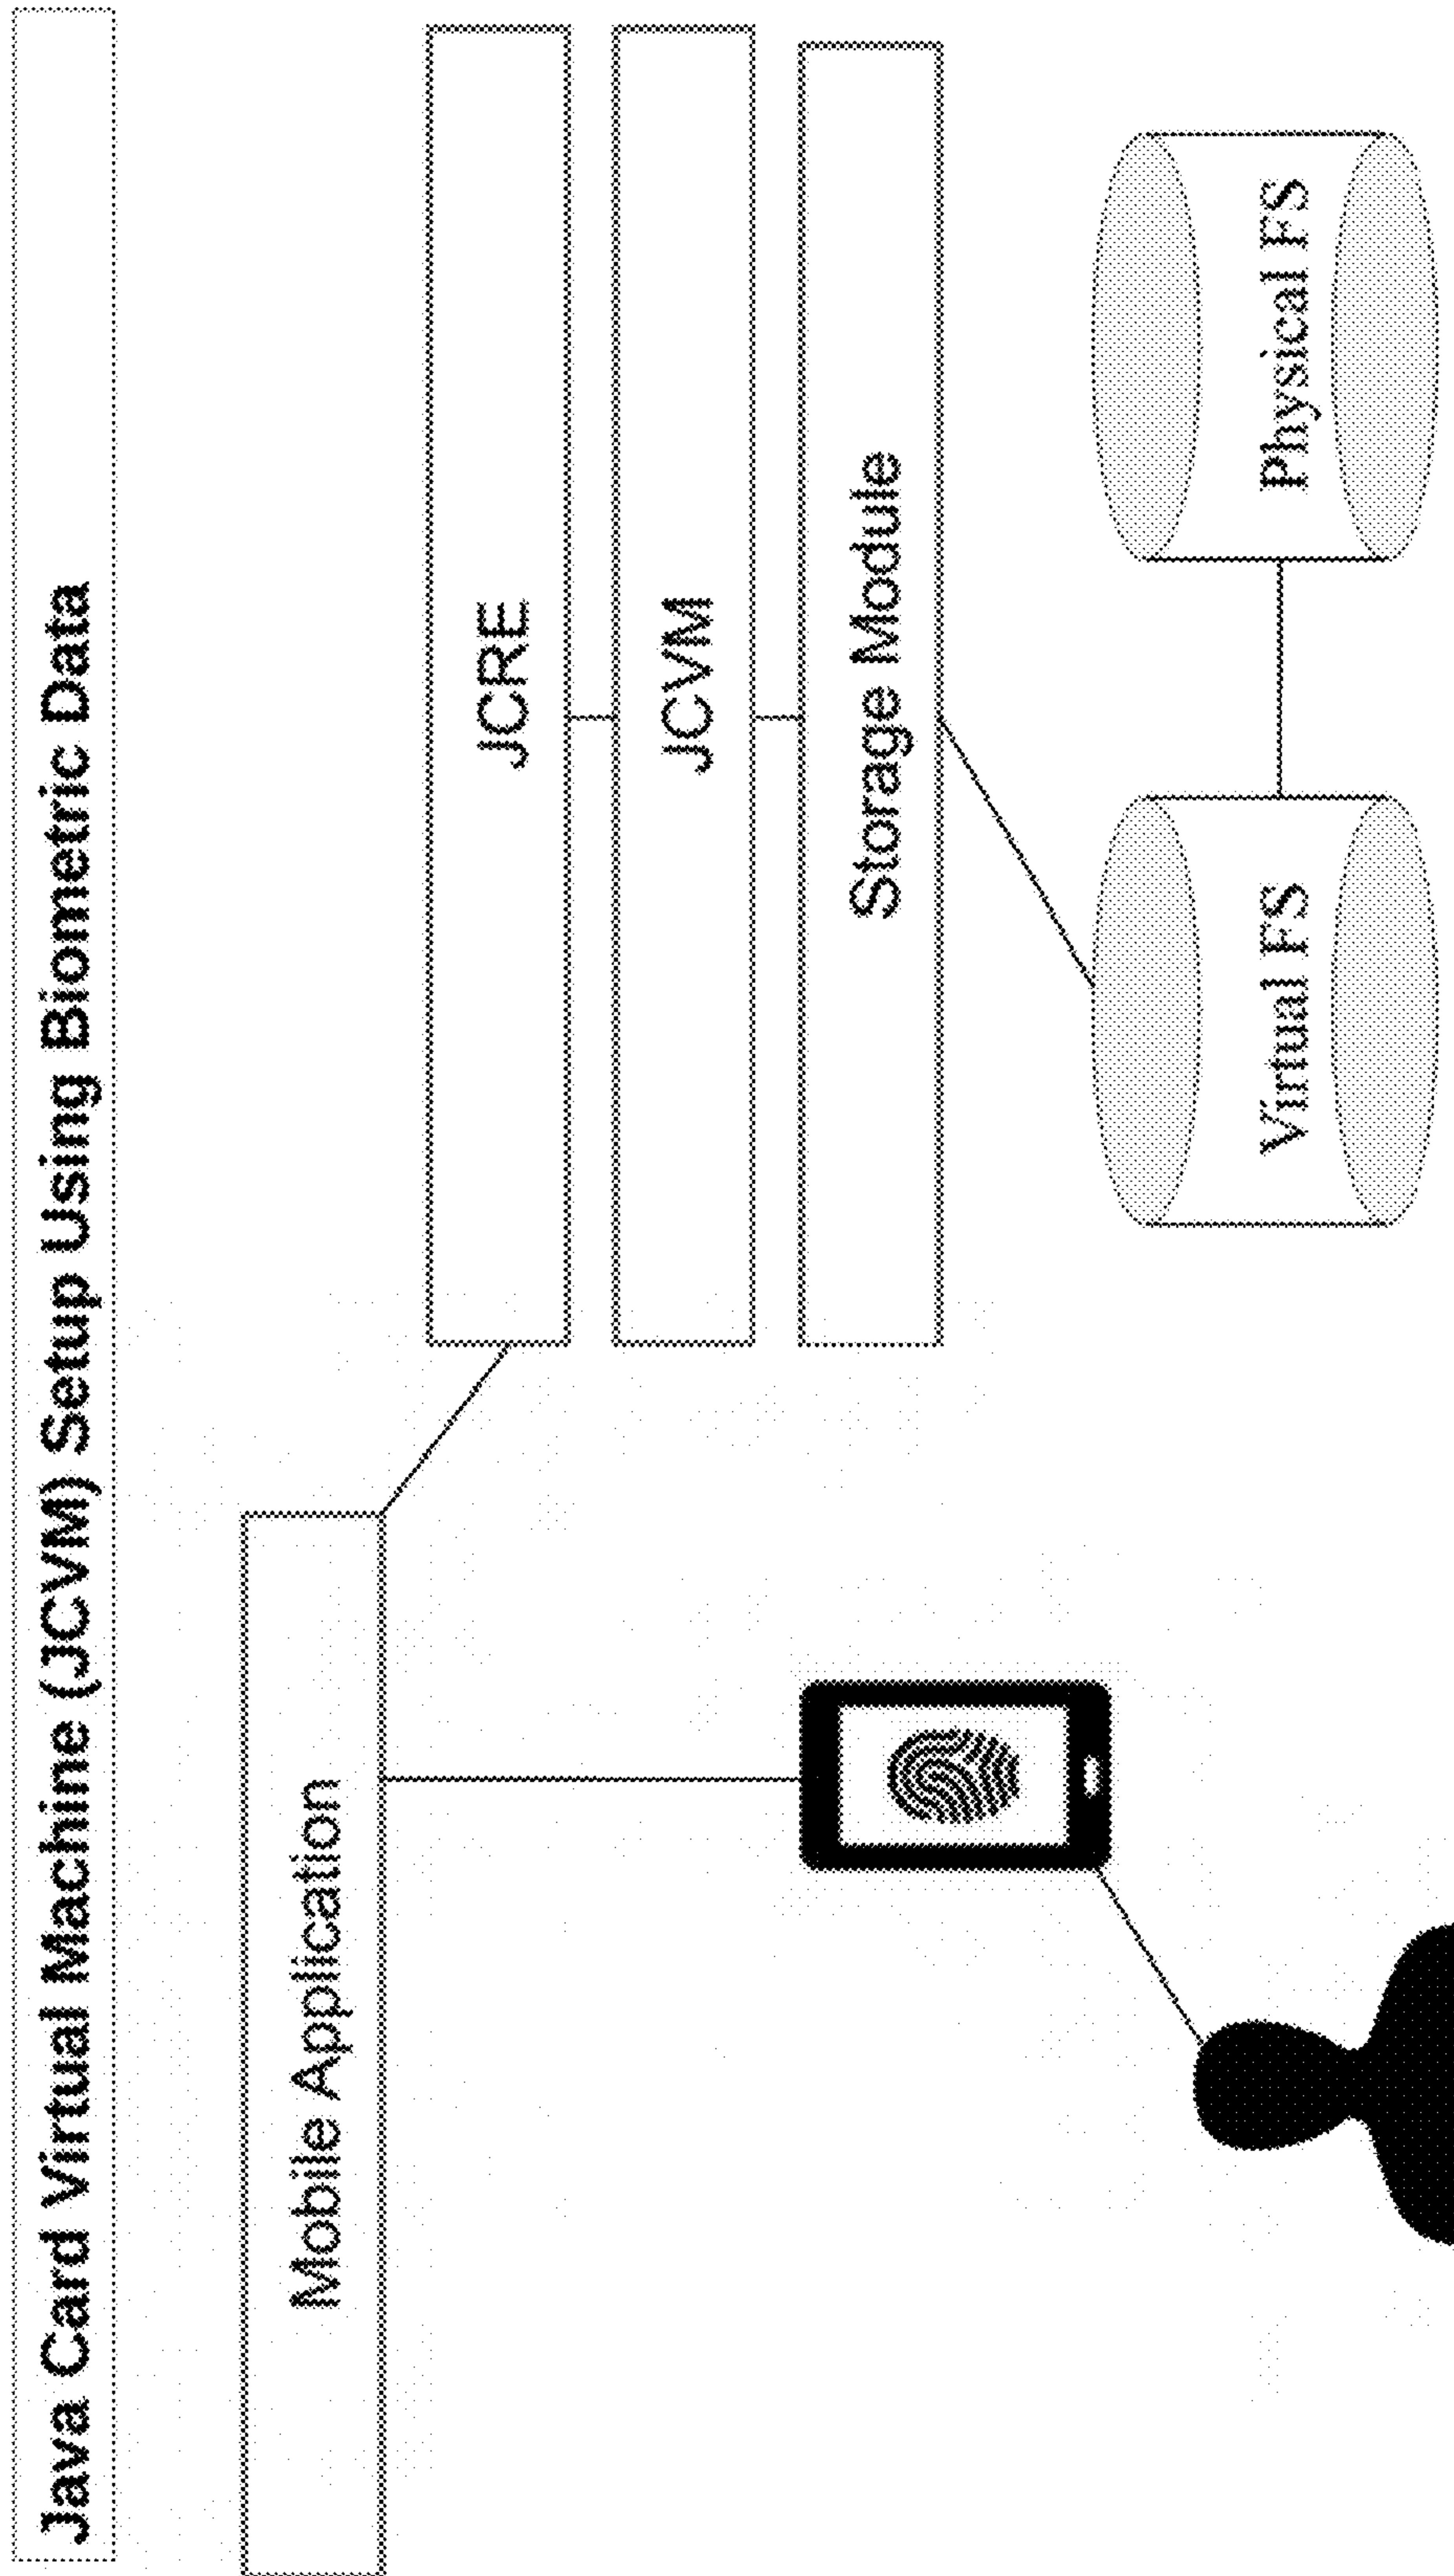 Java Card Virtual Machine (JCVM) Setup Using Biometric Data
Mobile Application
JCRE
JCVM
Storage Module
Virtual FS
Physical FS